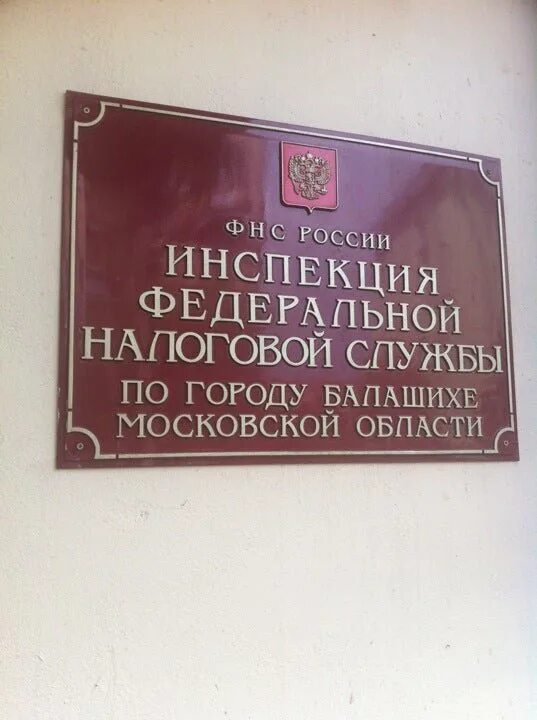 ФНС РОССИИ
ИНСПЕКЦИЯ
ФЕДЕРАЛЬНОЙ
НАЛОГОВОЙ СЛУЖБЫ
ПО ГОРОДУ БАЛАШИХЕ
МОСКОВСКОЙ ОБЛАСТИ